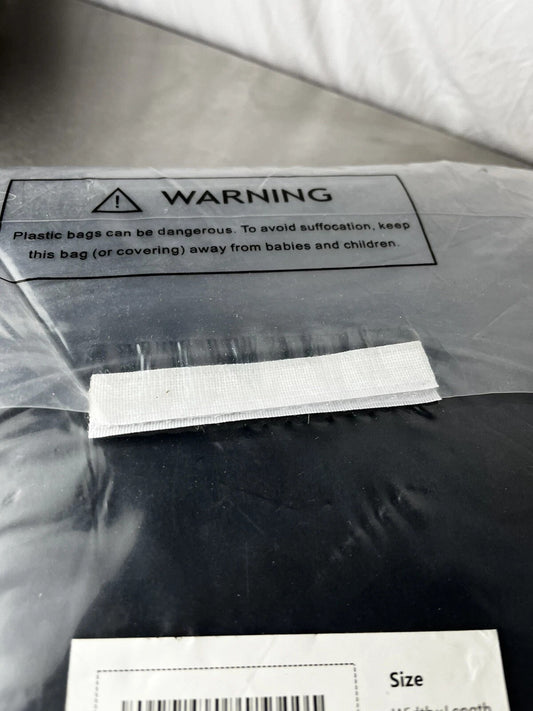 WARNING
Plastic bags can be dangerous. To avoid suffocation, keep
this bag (or covering) away from babies and children.
Size